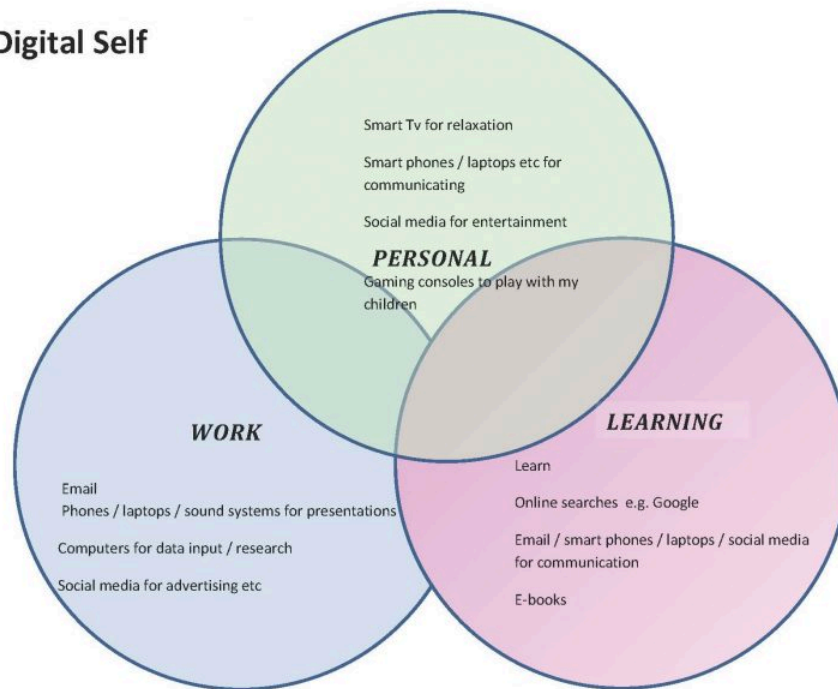 Digital Self
Smart Tv for relaxation
Smart phones / laptops etc for
communicating
Social media for entertainment
PERSONAL
Gaming consoles to play with my
children
WORK
Email
Phones / laptops / sound systems for presentations
Computers for data input / research
Social media for advertising etc
LEARNING
Learn
Online searches  e.g. Google
Email / smart phones / laptops / social media
for communication
E-books